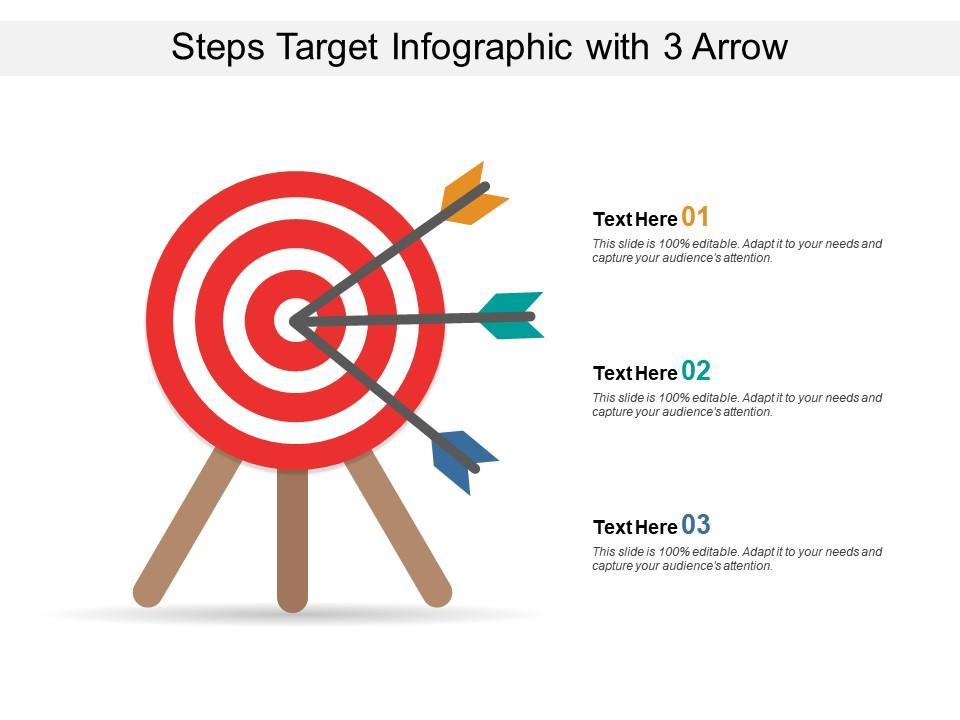 Steps Target Infographic with 3 Arrow
Text Here 01
This slide is 100% editable. Adapt it to your needs and
capture your audience's attention.
Text Here 02
This slide is 100% editable. Adapt it to your needs and
capture your audience's attention.
Text Here 03
This slide is 100% editable. Adapt it to your needs and
capture your audience's attention.